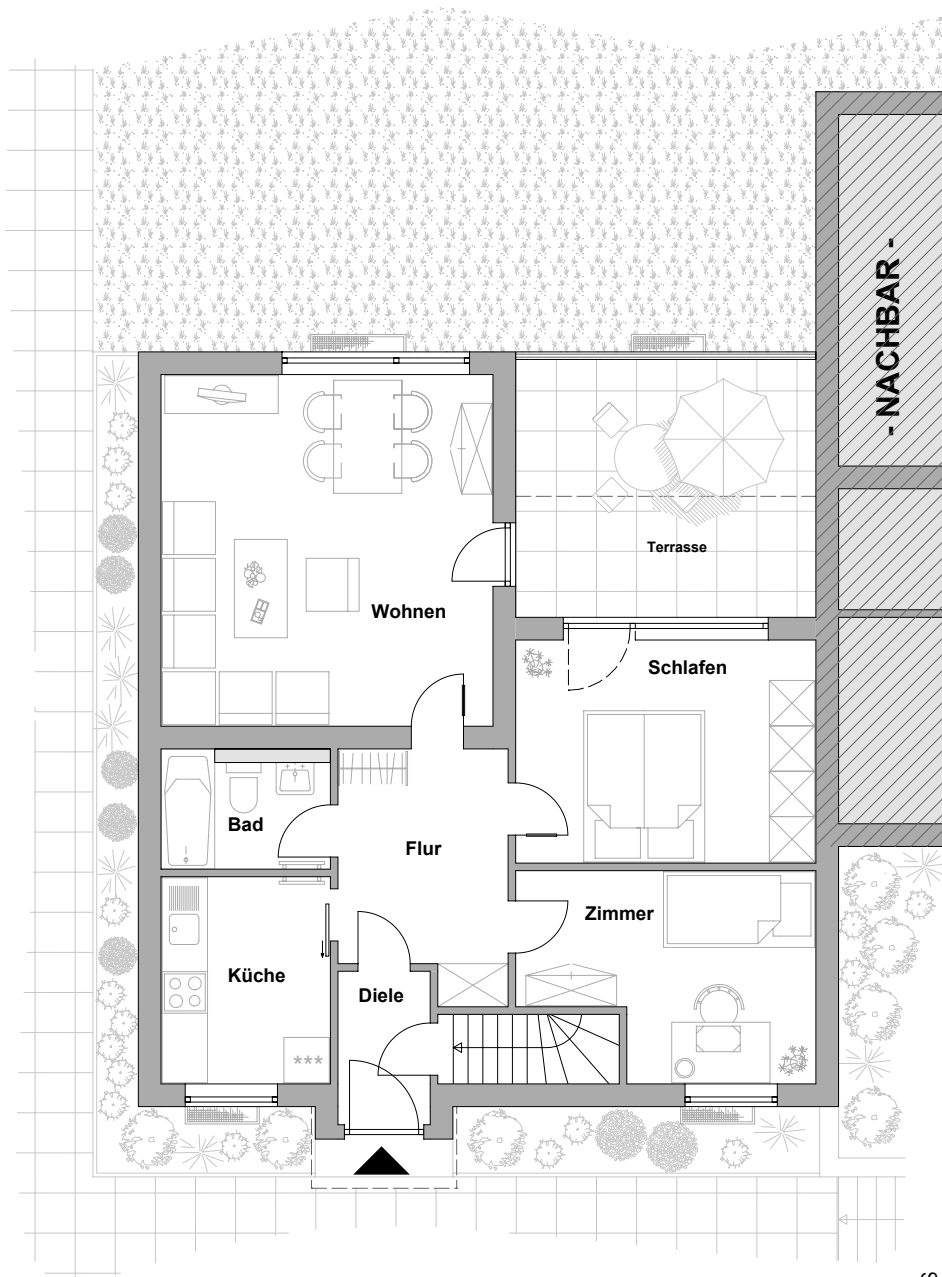 - NACHBAR -
Terrasse
Wohnen
Schlafen
Bad
Flur
Zimmer
Küche
Diele
***